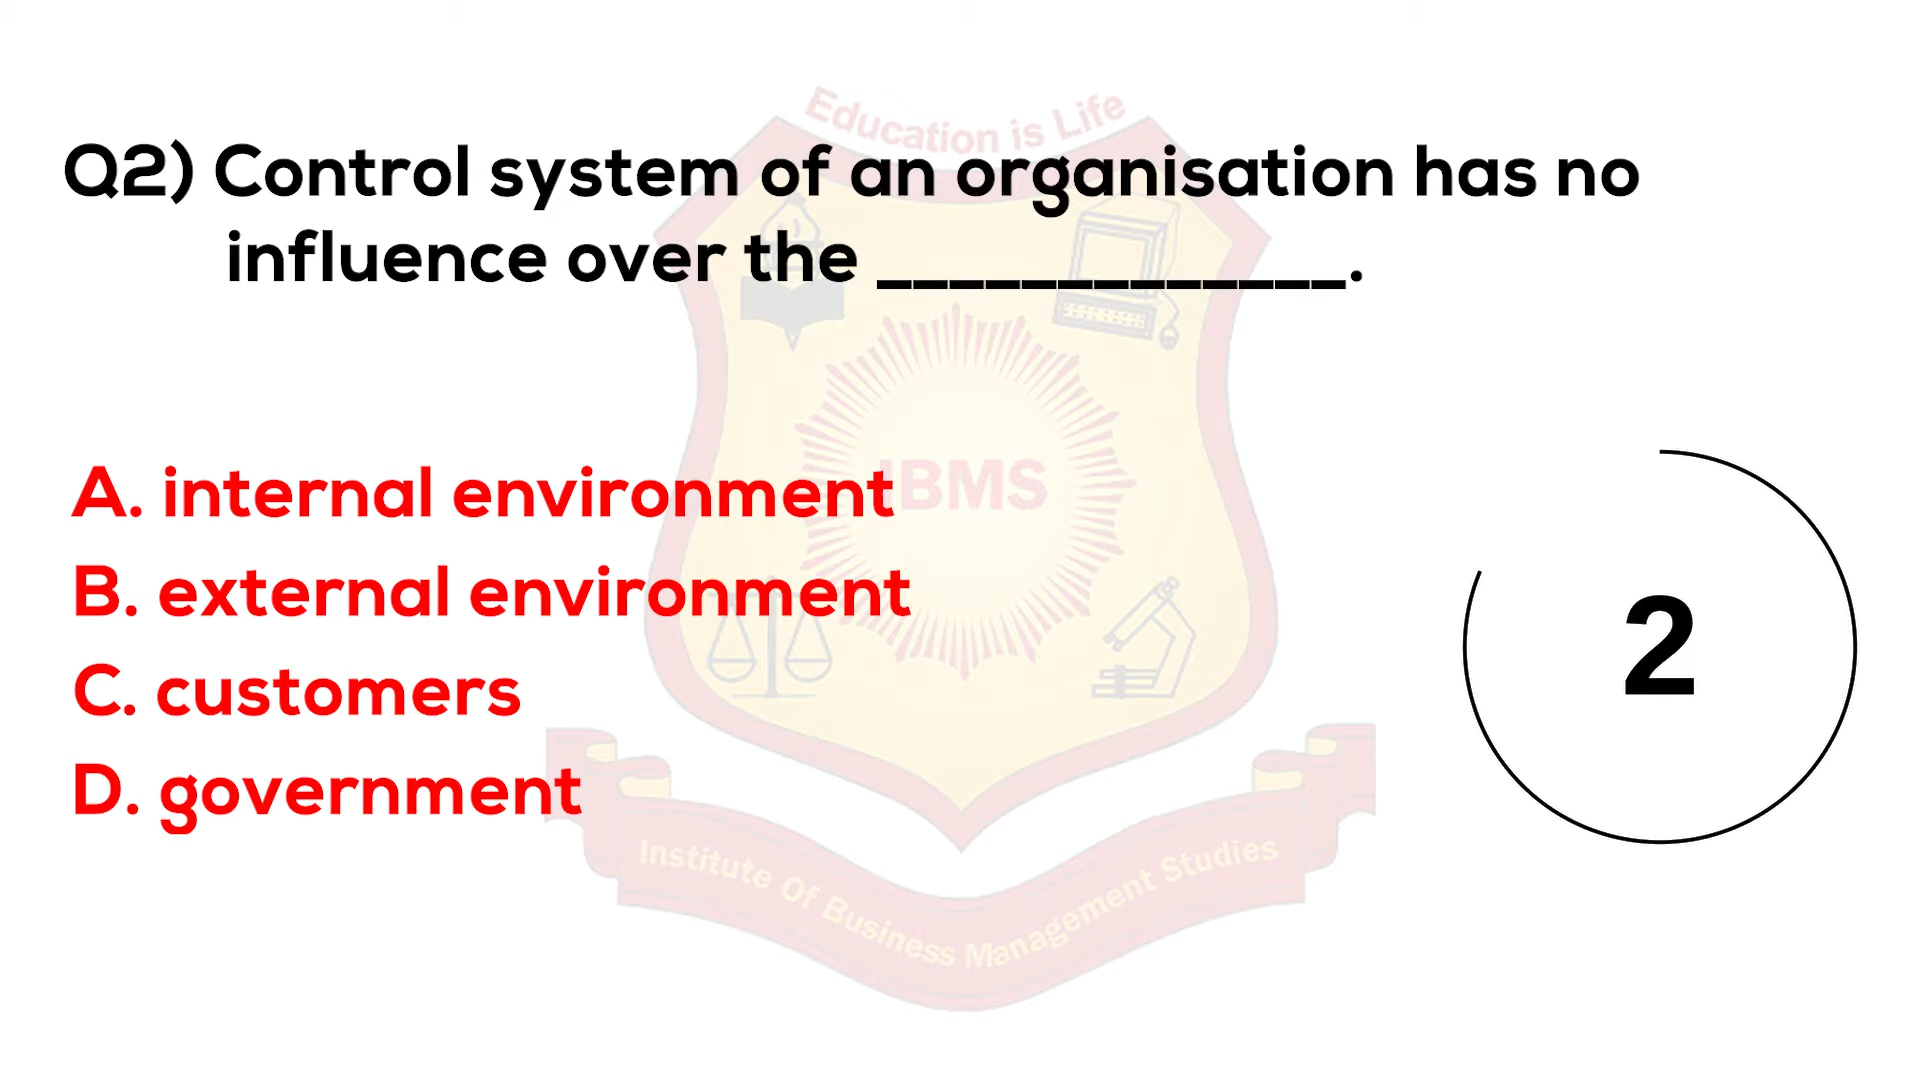 Education is Life
Q2) Control system of an organisation has no
influence over the _____________.
IBMS
A. internal environment
B. external environment
C. customers
D. government
2
Institute Of Business Management Studies